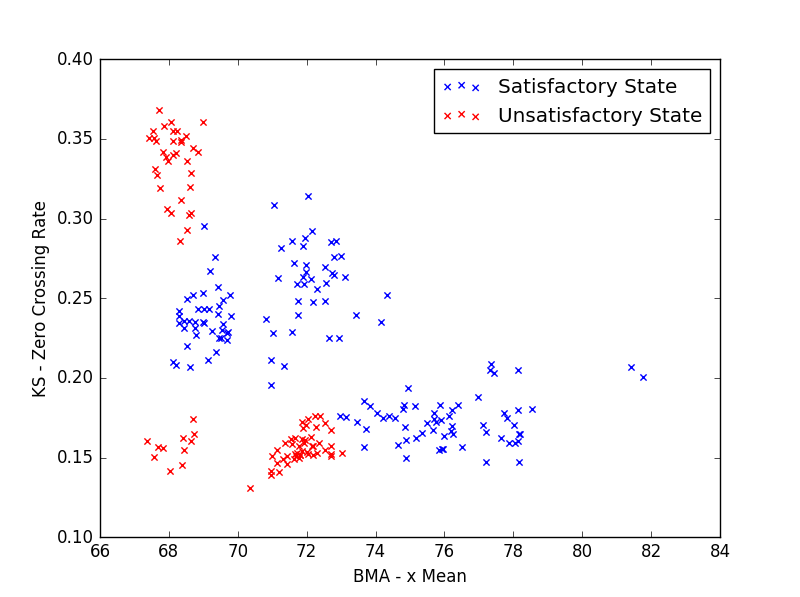 0.40
0.35
0.30
0.25
0.20
0.15
0.10
KS - Zero Crossing Rate
Satisfactory State
Unsatisfactory State
66 68 70 72 74 76 78 80 82 84
BMA - x Mean